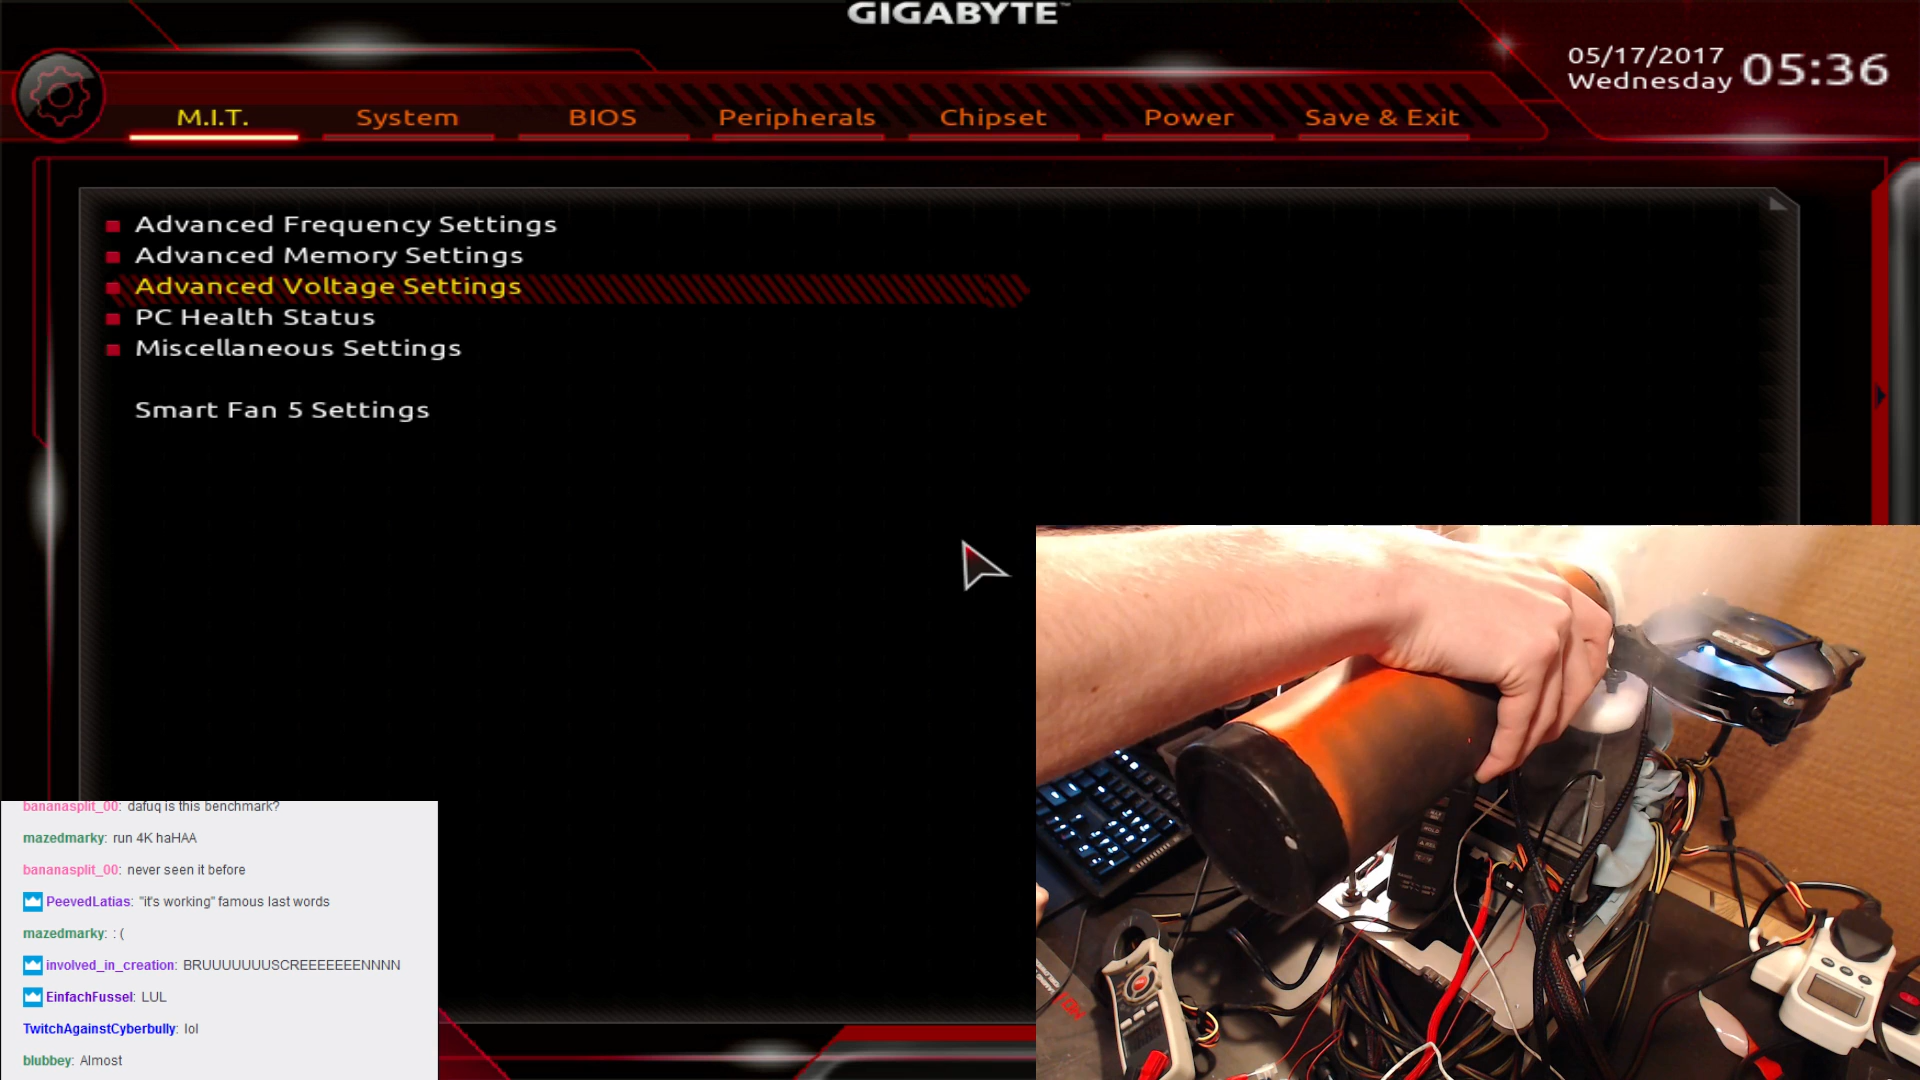 GIGABYTE
05/17/2017
Wednesday
05:36
M.I.T.
System
BIOS
Peripherals
Chipset
Power
Save & Exit
Advanced Frequency Settings
Advanced Memory Settings
Advanced Voltage Settings
PC Health Status
Miscellaneous Settings
Smart Fan 5 Settings
bananasplit_00: dafuq is this benchmark?
mazedmarky: run 4K haHAA
bananasplit_00: never seen it before
PeevedLatias: "it's working" famous last words
mazedmarky: : (
involved_in_creation: BRUUUUUUUSCREEEEEEENNNN
EinfachFussel: LUL
TwitchAgainstCyberbully: lol
blubbey: Almost
HOLD